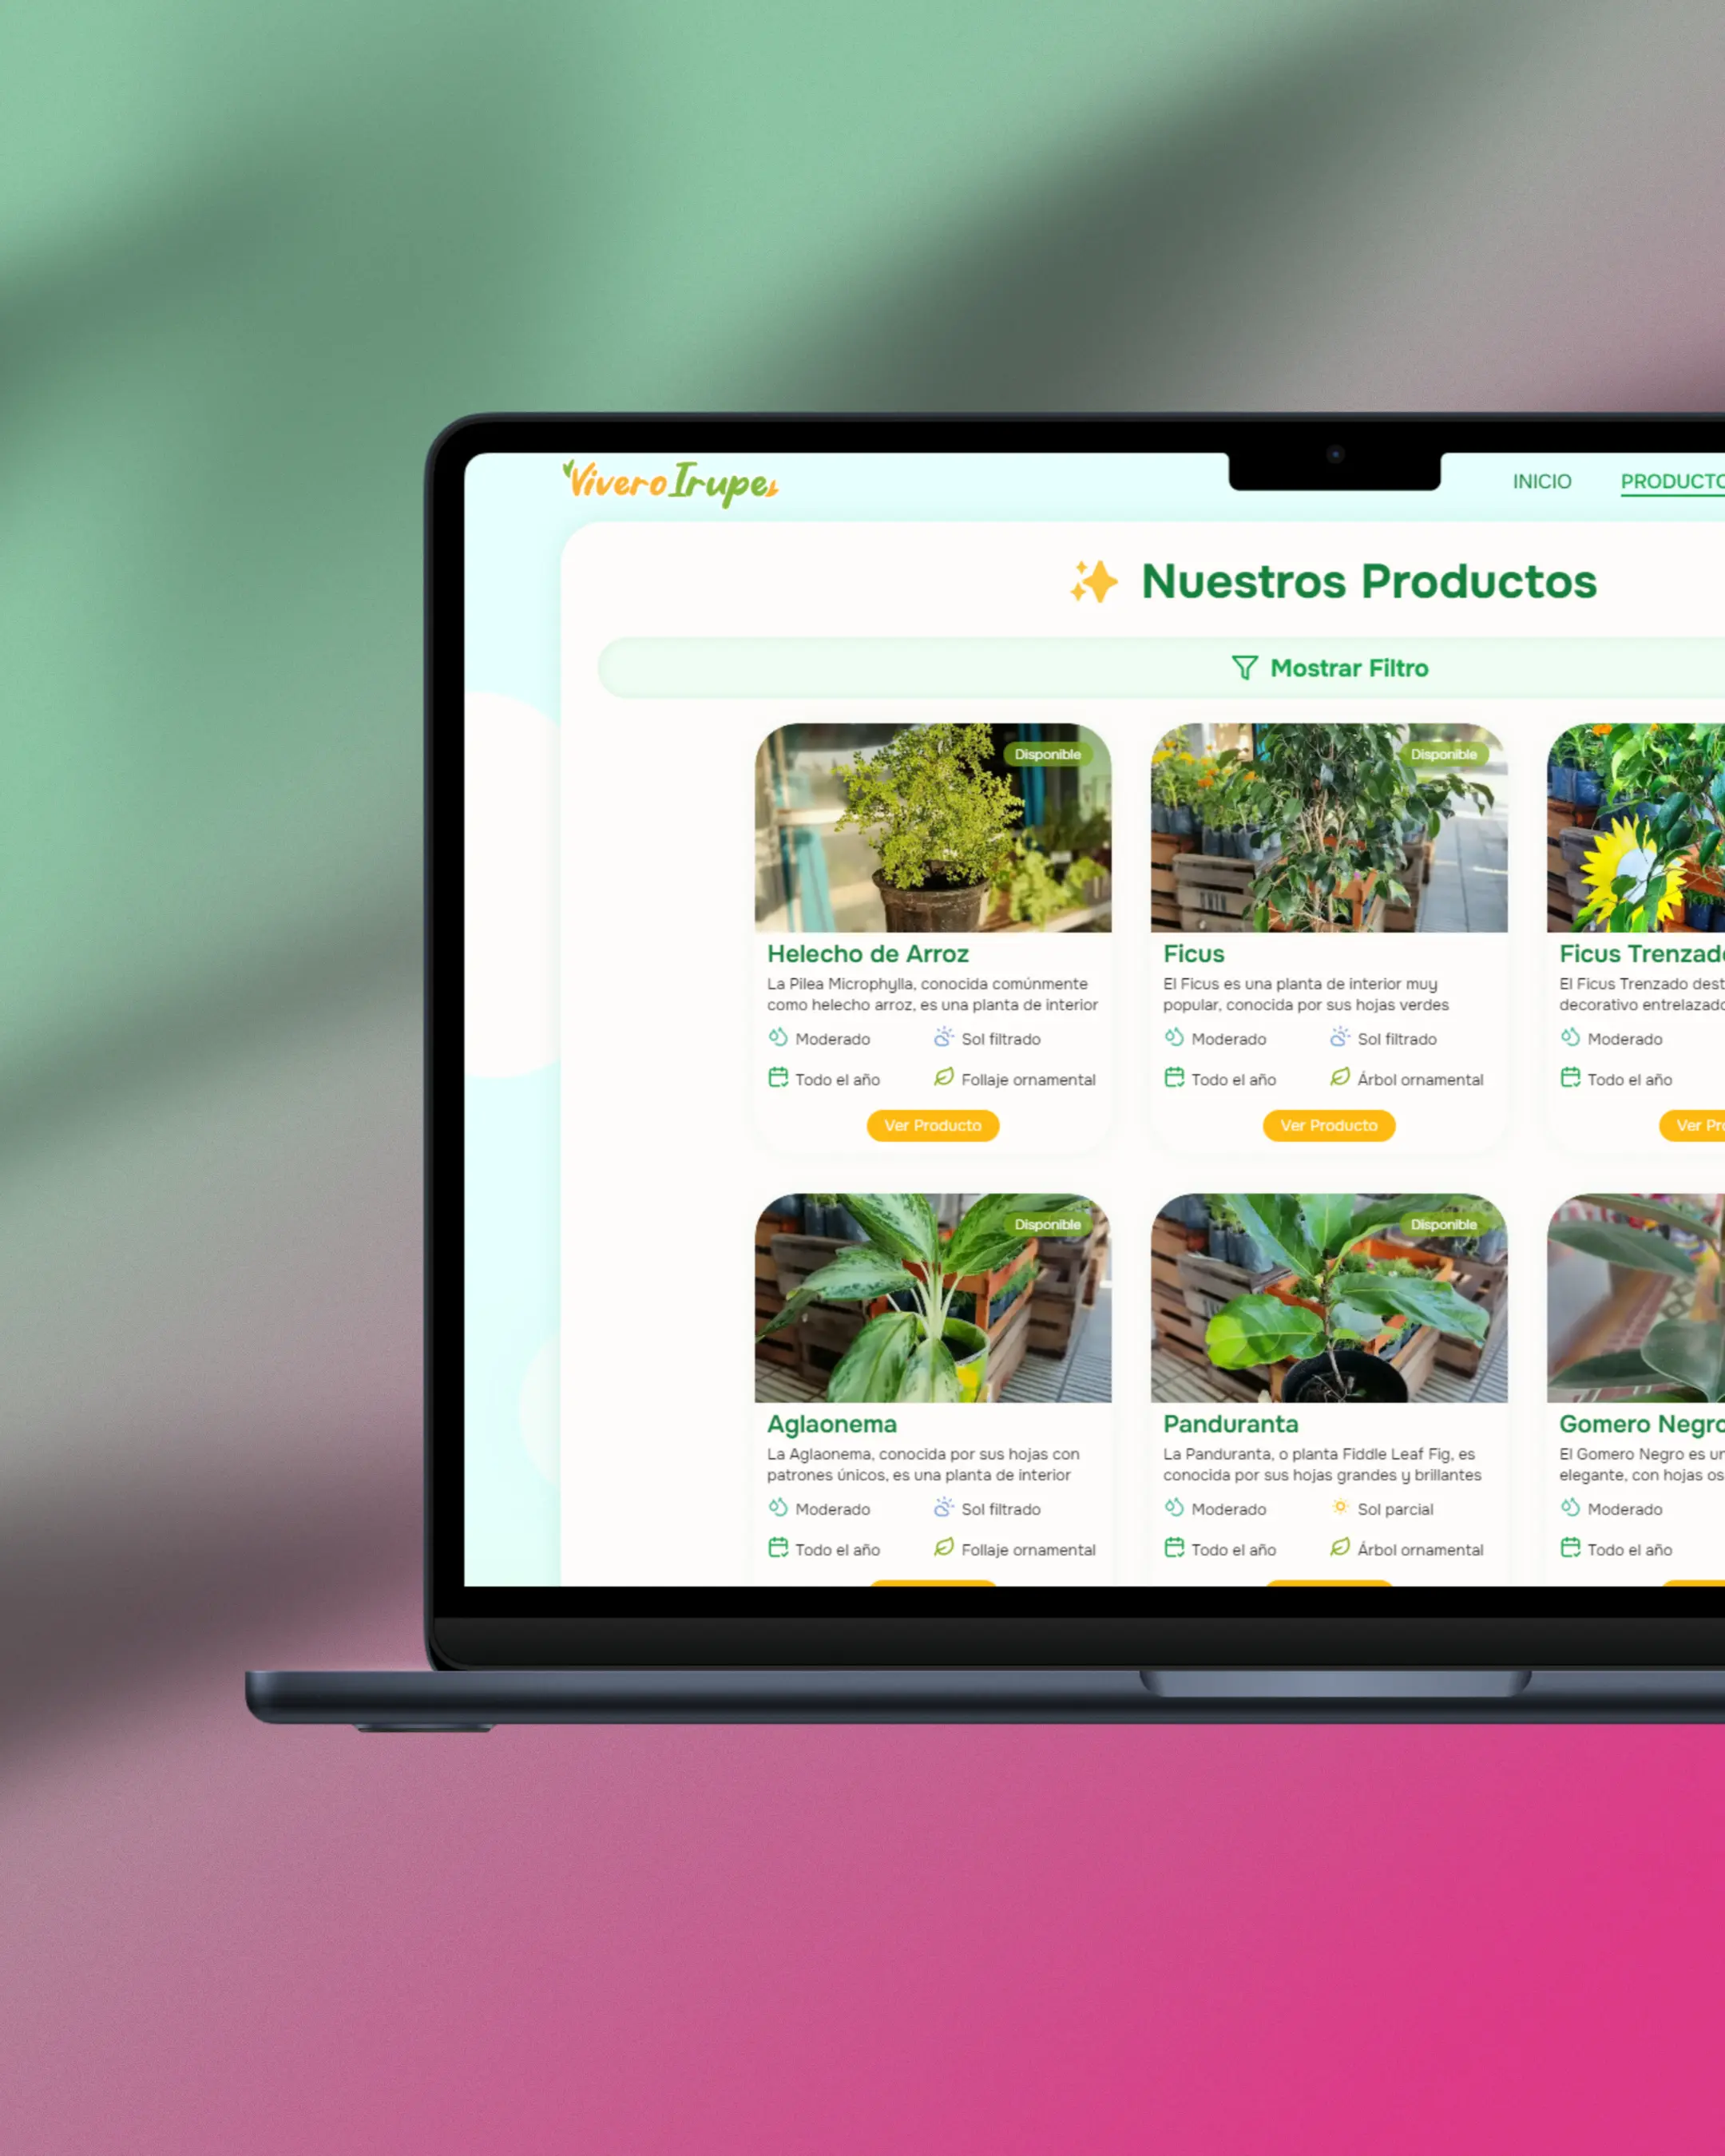 Vivero Irupe
INICIO
PRODUCTO
Nuestros Productos
Mostrar Filtro
Disponible
Disponible
Helecho de Arroz
La Pilea Microphylla, conocida comúnmente
como helecho arroz, es una planta de interior
Moderado
Sol filtrado
Todo el año
Follaje ornamental
Ver Producto
Ficus
El Ficus es una planta de interior muy
popular, conocida por sus hojas verdes
Moderado
Sol filtrado
Todo el año
Árbol ornamental
Ver Producto
Ficus Trenzado
El Ficus Trenzado dest
decorativo entrelazado
Moderado
Todo el año
Ver Pro
Disponible
Disponible
Aglaonema
La Aglaonema, conocida por sus hojas con
patrones únicos, es una planta de interior
Moderado
Sol filtrado
Todo el año
Follaje ornamental
Panduranta
La Panduranta, o planta Fiddle Leaf Fig, es
conocida por sus hojas grandes y brillantes
Moderado
Sol parcial
Todo el año
Árbol ornamental
Gomero Negro
El Gomero Negro es un
elegante, con hojas os
Moderado
Todo el año